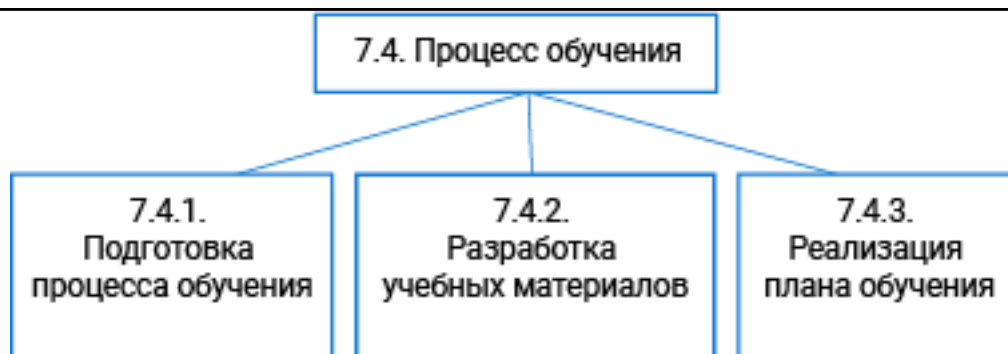 7.4. Процесс обучения
7.4.1.
Подготовка
процесса обучения
7.4.2.
Разработка
учебных материалов
7.4.3.
Реализация
плана обучения